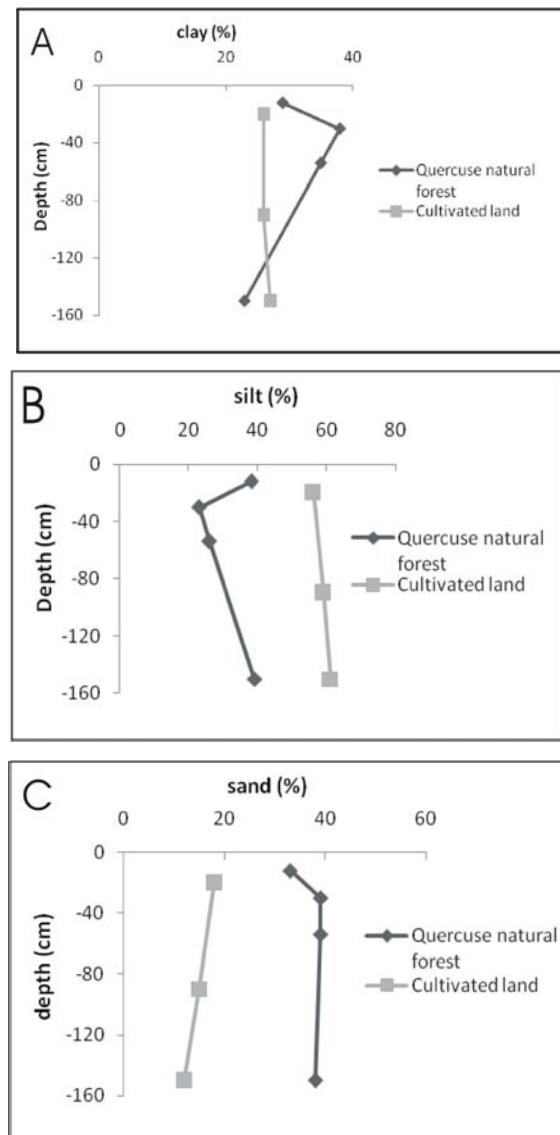 A
clay (%)
0 20 40
0
-40
-80
-120
-160
Depth (cm)
Quercuse natural
forest
Cultivated land
B
silt (%)
0 20 40 60 80
0
-40
-80
-120
-160
Depth (cm)
Quercuse natural
forest
Cultivated land
C
sand (%)
0 20 40 60
0
-40
-80
-120
-160
depth (cm)
Quercuse natural
forest
Cultivated land